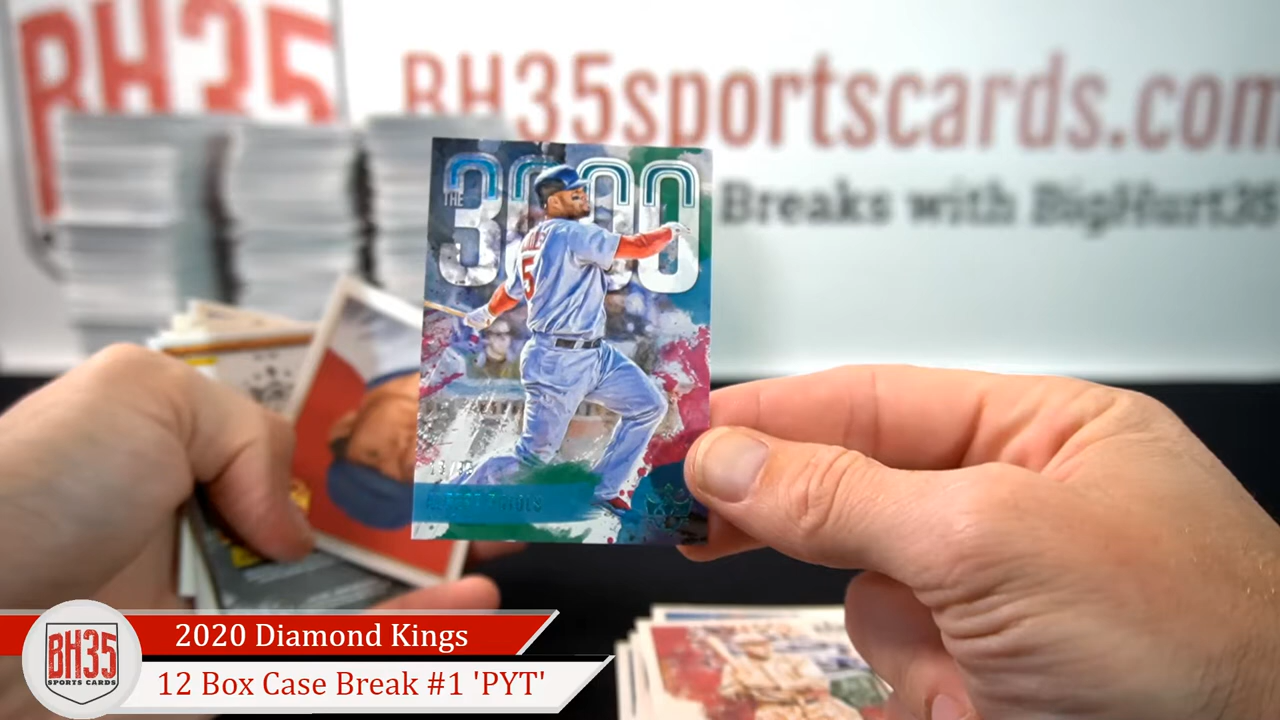 BH35
BH35sportscards.com
Breaks with BigHurt35
THE
3000
5
BH35
SPORTS CARDS
2020 Diamond Kings
12 Box Case Break #1 'PYT'